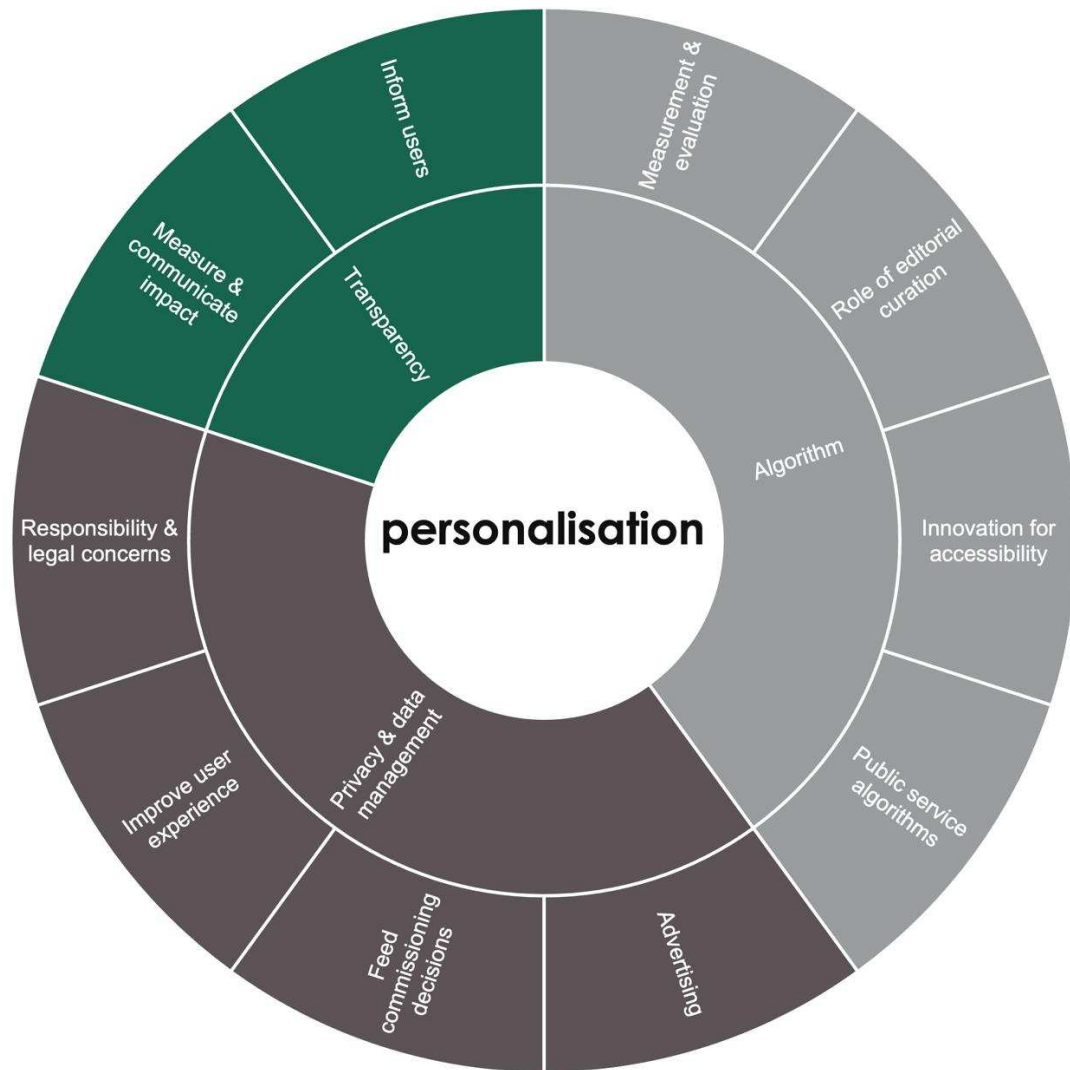 personalisation
Algorithm
Measurement &
evaluation
Role of editorial
curation
Innovation for
accessibility
Public service
algorithms
Privacy & data
management
Advertising
Feed
commissioning
decisions
Improve user
experience
Responsibility &
legal concerns
Transparency
Measure &
communicate
impact
Inform users